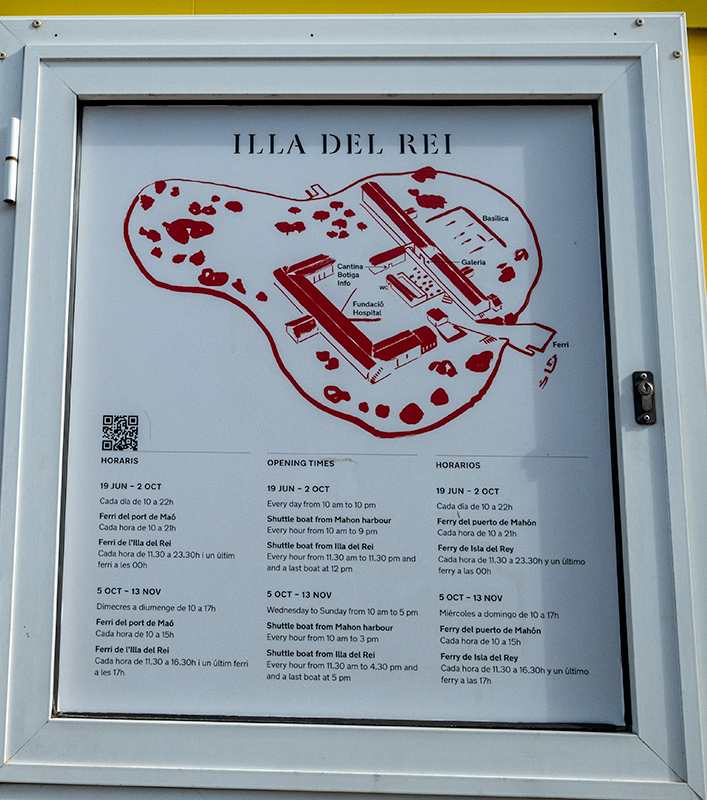 ILLA DEL REI
Basílica
Galeria
Cantina
Botiga
Info
WC
Fundació
Hospital
Ferri
HORARIS
19 JUN – 2 OCT
Cada dia de 10 a 22h
Ferri del port de Maó
Cada hora de 10 a 21h
Ferri de l'Illa del Rei
Cada hora de 11.30 a 23.30h i un últim
ferri a les 00h
5 OCT – 13 NOV
Dimecres a diumenge de 10 a 17h
Ferri del port de Maó
Cada hora de 10 a 15h
Ferri de l'Illa del Rei
Cada hora de 11.30 a 16.30h i un últim ferri
a les 17h
OPENING TIMES
19 JUN – 2 OCT
Every day from 10 am to 10 pm
Shuttle boat from Mahon harbour
Every hour from 10 am to 9 pm
Shuttle boat from Illa del Rei
Every hour from 11.30 am to 11.30 pm and
and a last boat at 12 pm
5 OCT – 13 NOV
Wednesday to Sunday from 10 am to 5 pm
Shuttle boat from Mahon harbour
Every hour from 10 am to 3 pm
Shuttle boat from Illa del Rei
Every hour from 11.30 am to 4.30 pm and
and a last boat at 5 pm
HORARIOS
19 JUN – 2 OCT
Cada día de 10 a 22h
Ferry del puerto de Mahón
Cada hora de 10 a 21h
Ferry de Isla del Rey
Cada hora de 11.30 a 23.30h y un último
ferry a las 00h
5 OCT – 13 NOV
Miércoles a domingo de 10 a 17h
Ferry del puerto de Mahón
Cada hora de 10 a 15h
Ferry de Isla del Rey
Cada hora de 11.30 a 16.30h y un último
ferry a las 17h